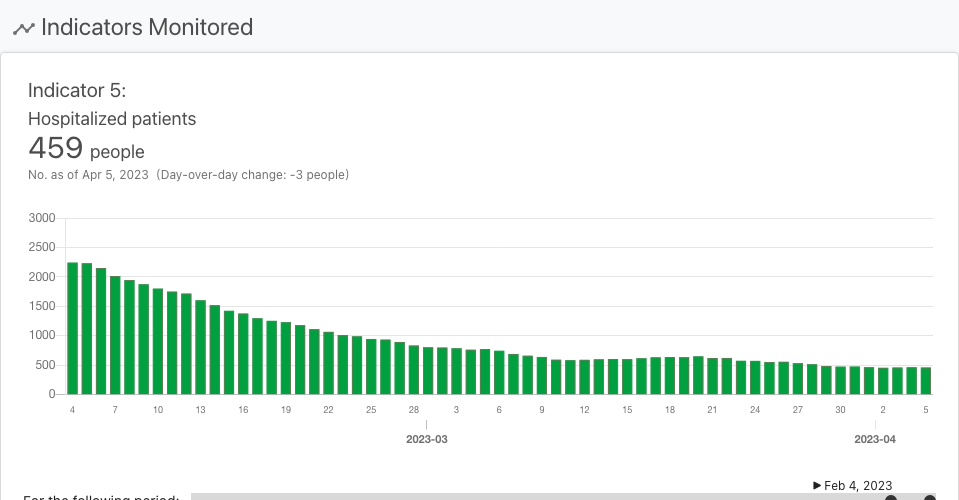 Indicators Monitored
Indicator 5:
Hospitalized patients
459 people
No. as of Apr 5, 2023 (Day-over-day change: -3 people)
3000
2500
2000
1500
1000
500
0
4 7 10 13 16 19 22 25 28 3 6 9 12 15 18 21 24 27 30 2 5
2023-03 2023-04
▶ Feb 4, 2023
For the following period: